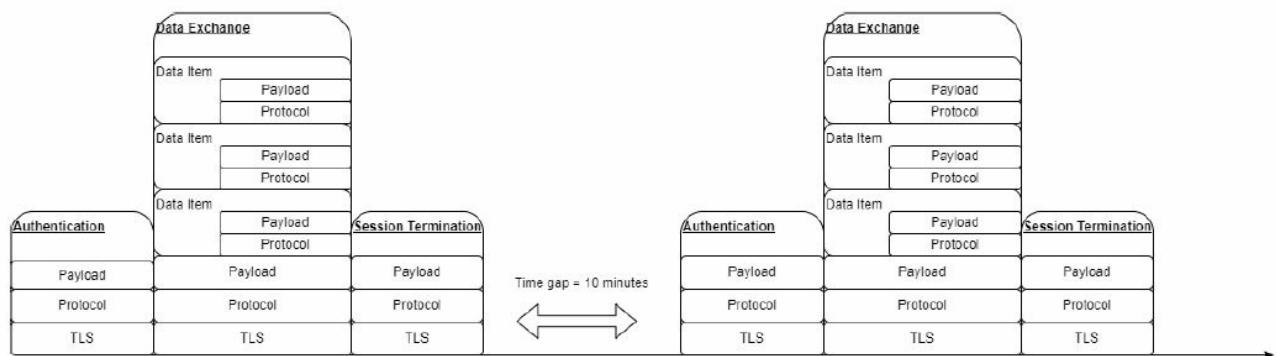 Data Exchange
Data Item
Payload
Protocol
Data Item
Payload
Protocol
Data Item
Payload
Protocol
Authentication
Session Termination
Payload
Payload
Payload
Protocol
Protocol
Protocol
TLS
TLS
TLS
Time gap = 10 minutes
Data Exchange
Data Item
Payload
Protocol
Data Item
Payload
Protocol
Data Item
Payload
Protocol
Authentication
Session Termination
Payload
Payload
Payload
Protocol
Protocol
Protocol
TLS
TLS
TLS